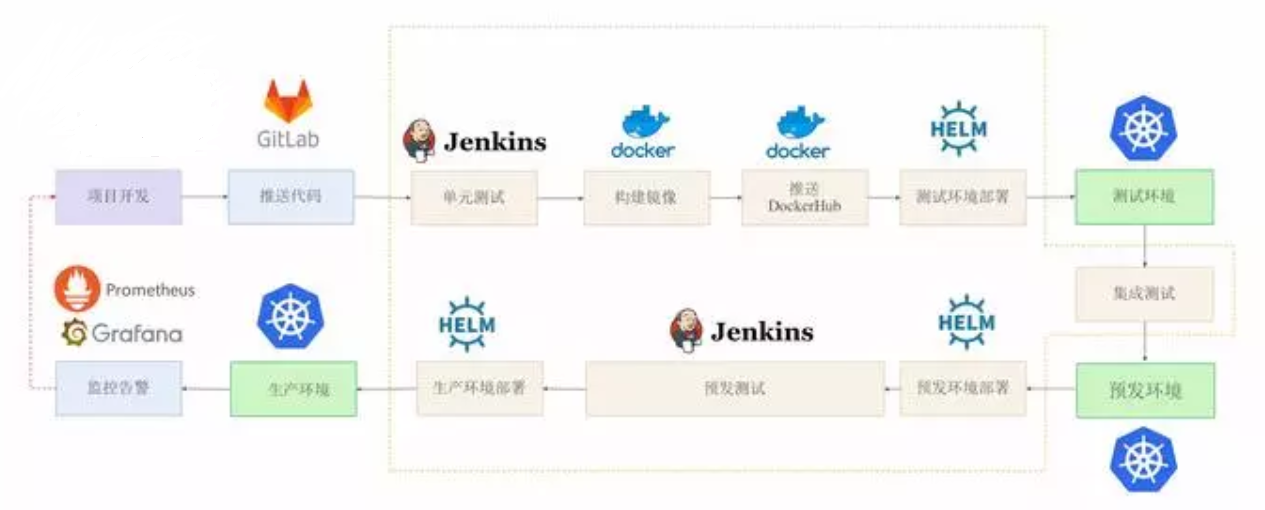 GitLab
Jenkins
docker
docker
HELM
项目开发
推送代码
单元测试
构建镜像
推送
DockerHub
测试环境部署
测试环境
集成测试
Prometheus
Grafana
HELM
Jenkins
HELM
监控告警
生产环境
生产环境部署
预发测试
预发环境部署
预发环境